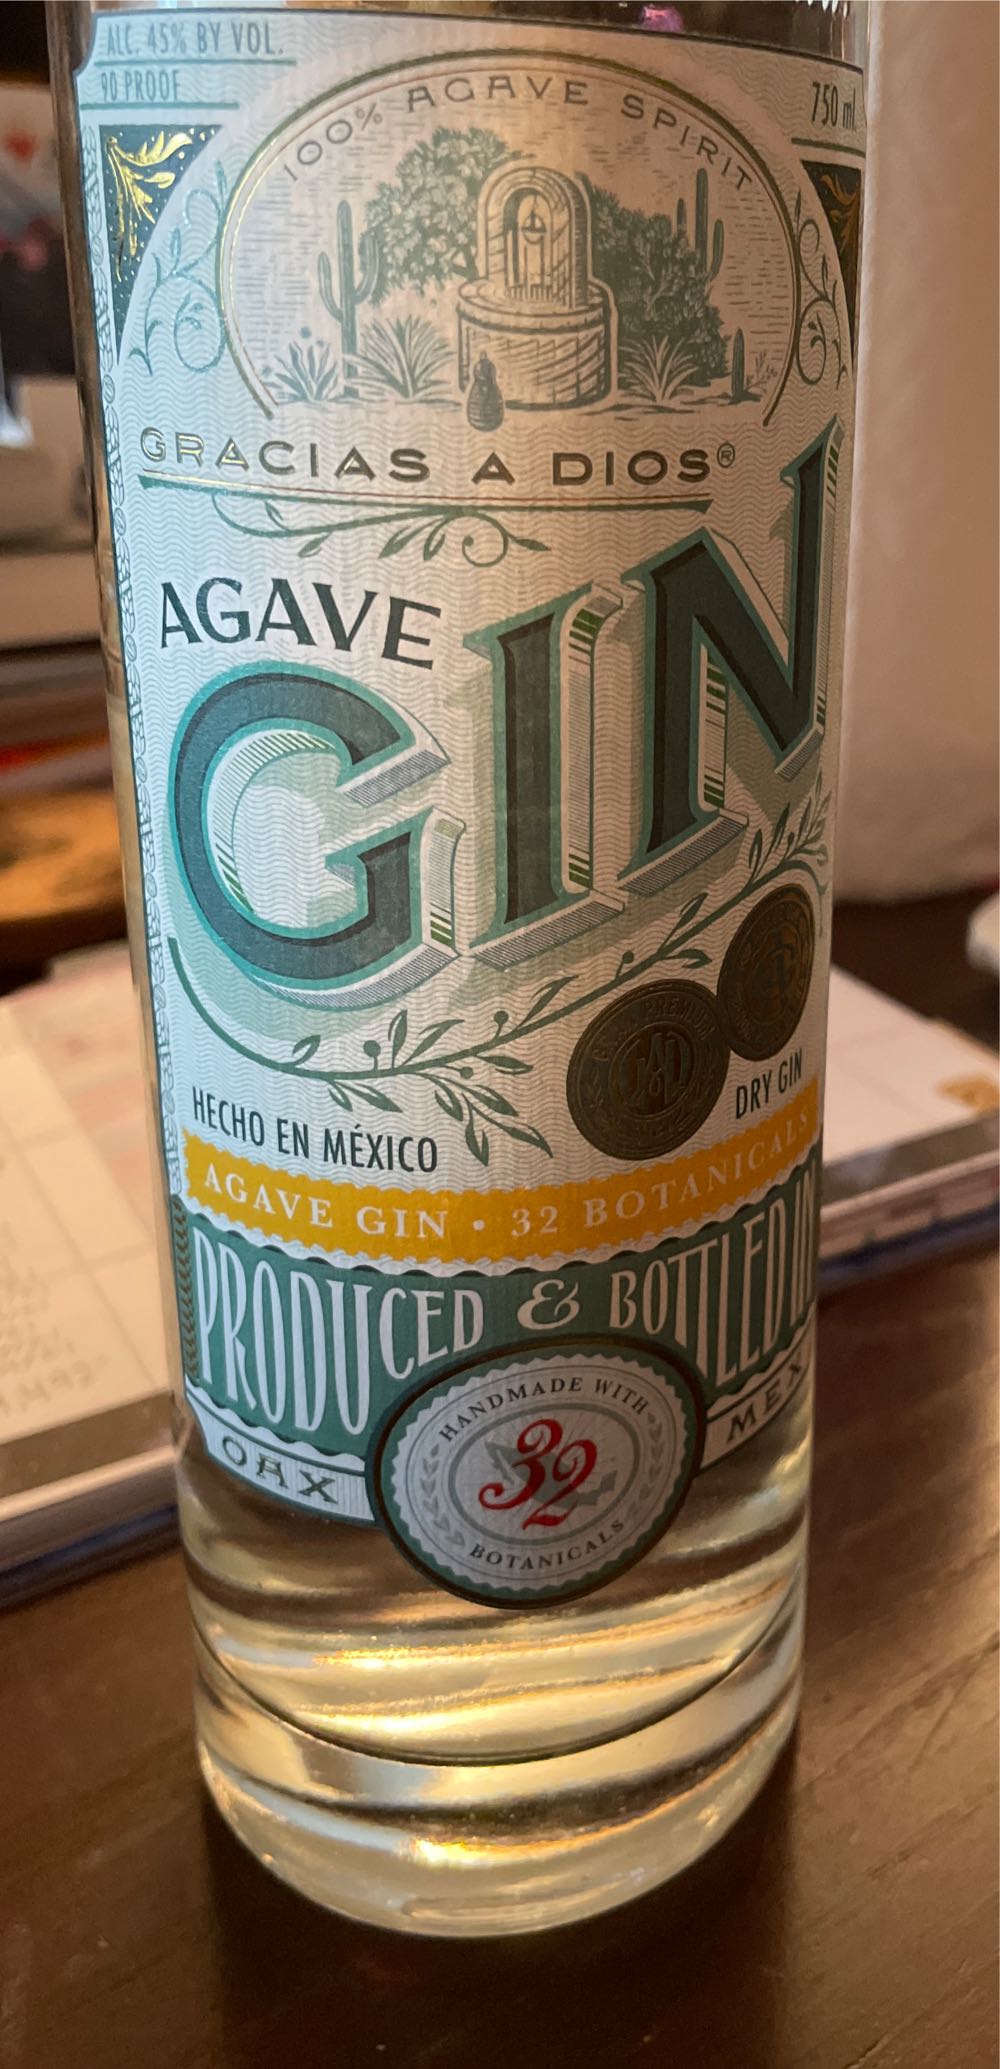 ALC. 45% BY VOL.
90 PROOF
750 ml.
100% AGAVE SPIRIT
GRACIAS A DIOS®
AGAVE
GIN
HECHO EN MÉXICO
DRY GIN
AGAVE GIN • 32 BOTANICALS
PRODUCED & BOTTLED IN
OAX
MEX
HANDMADE WITH
32
BOTANICALS